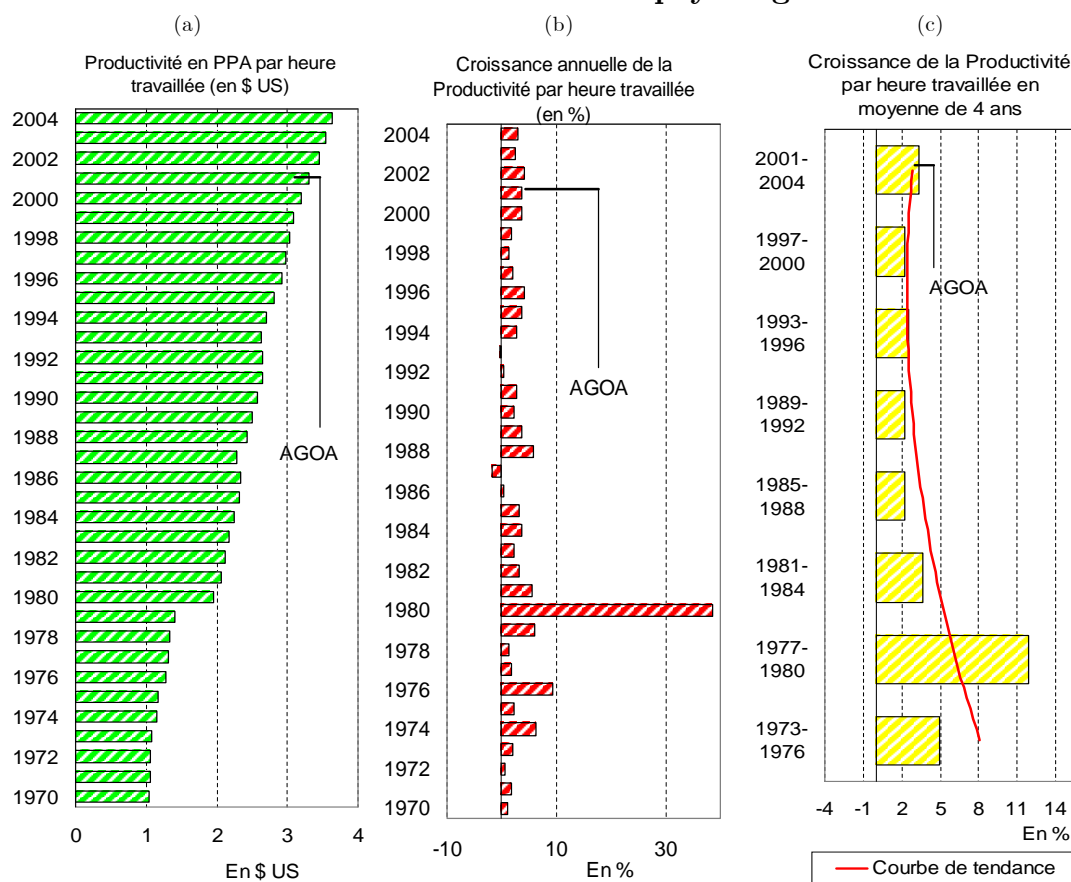 (a)
Productivité en PPA par heure
travaillée (en $ US)
2004
2002
2000
1998
1996
1994
1992
1990
1988
1986
1984
1982
1980
1978
1976
1974
1972
1970
AGOA
0 1 2 3 4
En $ US
(b)
Croissance annuelle de la
Productivité par heure travaillée
(en %)
2004
2002
2000
1998
1996
1994
1992
1990
1988
1986
1984
1982
1980
1978
1976
1974
1972
1970
AGOA
-10 10 30
En %
(c)
Croissance de la Productivité
par heure travaillée en
moyenne de 4 ans
2001-
2004
1997-
2000
1993-
1996
1989-
1992
1985-
1988
1981-
1984
1977-
1980
1973-
1976
AGOA
-4 -1 2 5 8 11 14
En %
Courbe de tendance